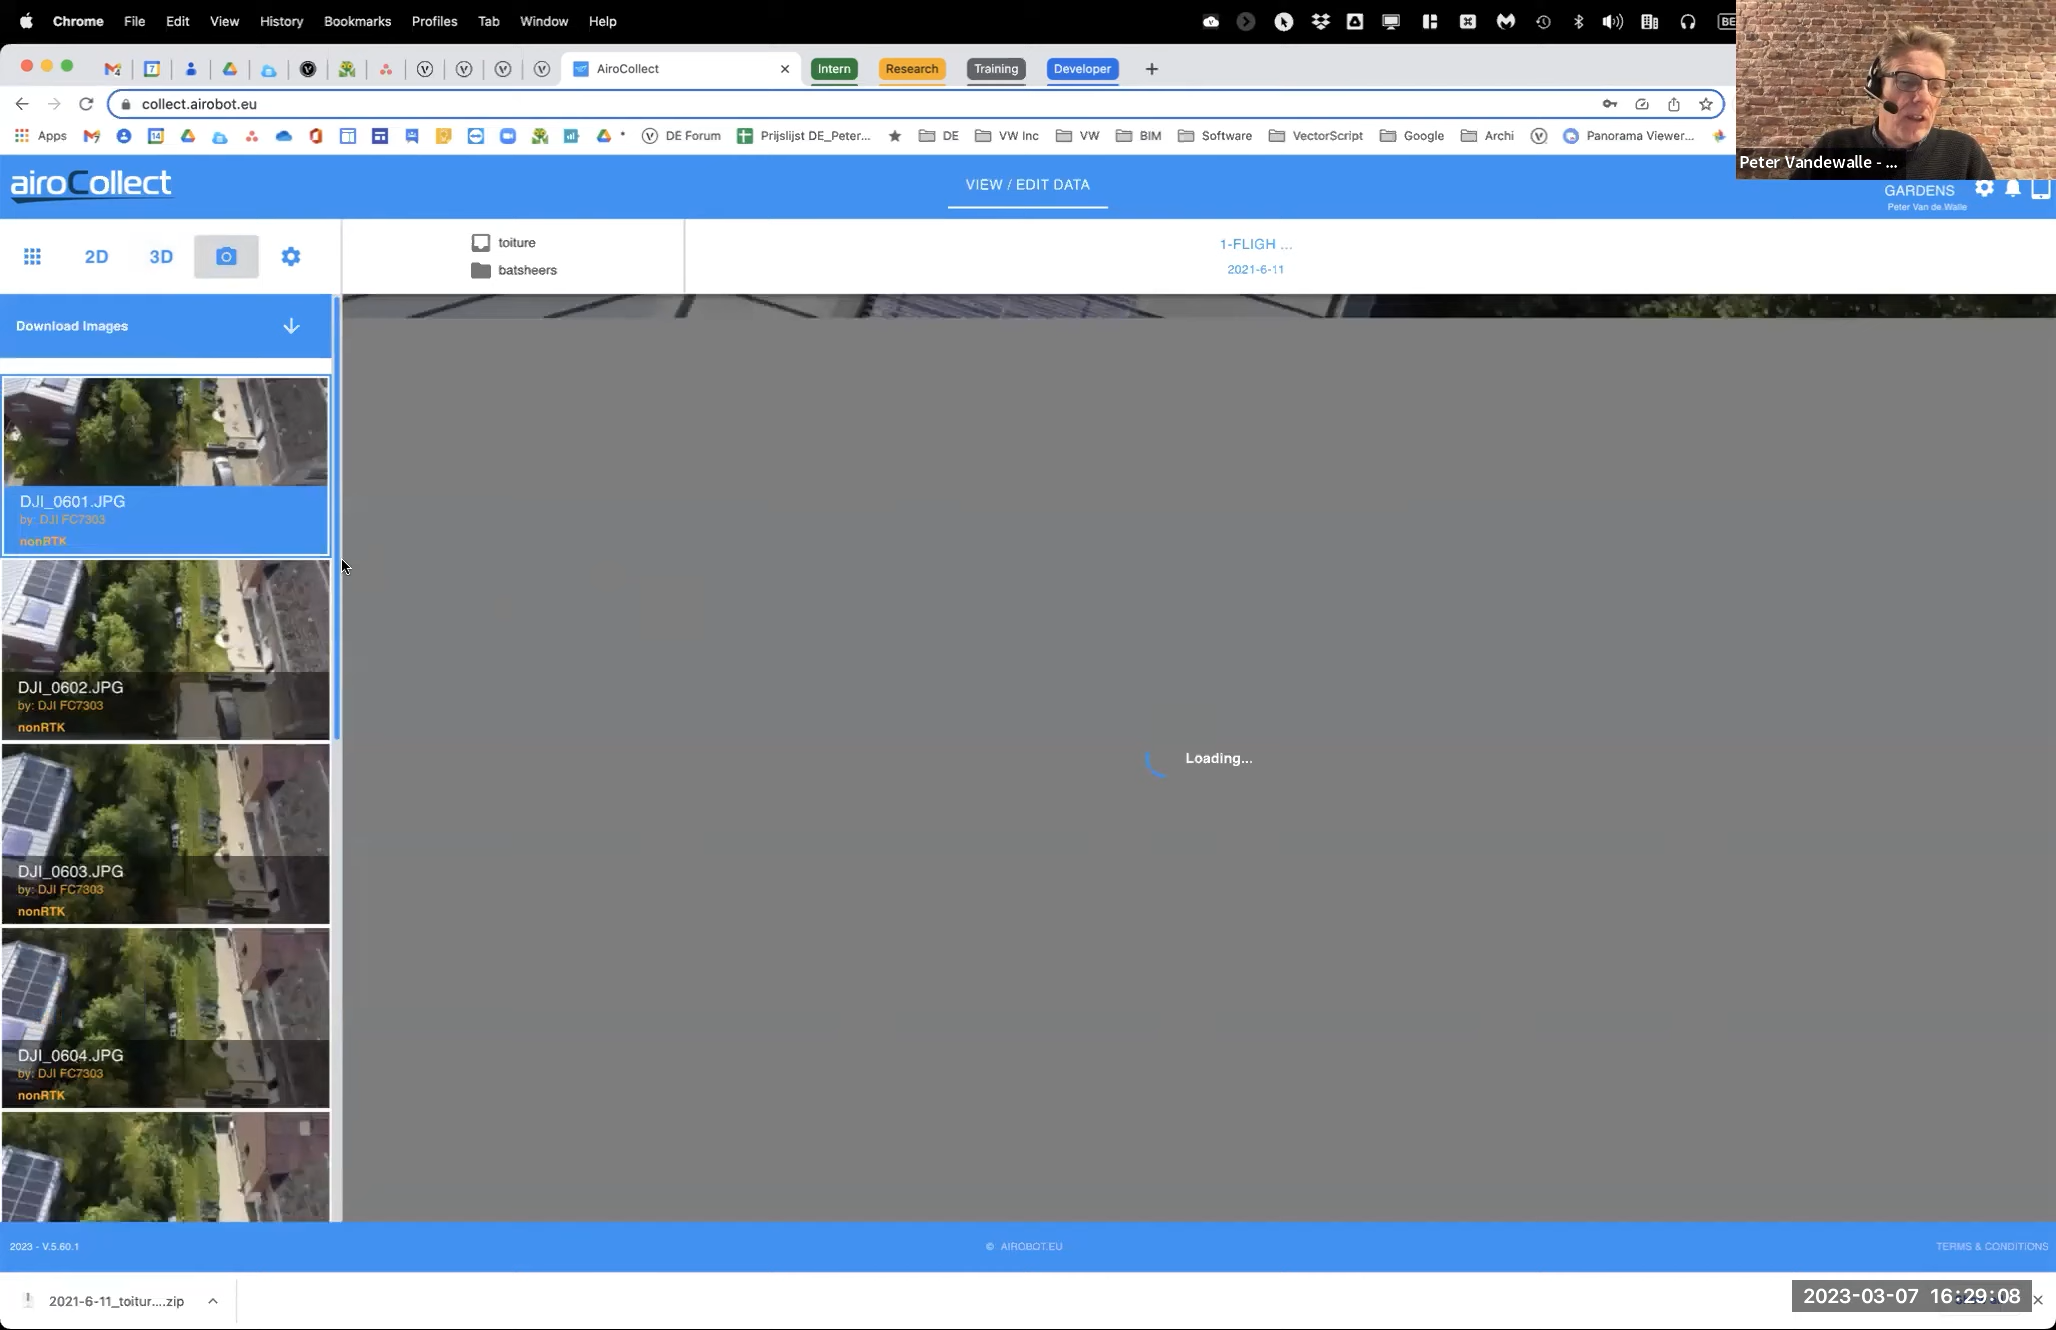 Chrome File Edit View History Bookmarks Profiles Tab Window Help
BE
7 AiroCollect Intern Research Training Developer
collect.airobot.eu
Apps 14 DE Forum Prijslijst DE_Peter... DE VW Inc VW BIM Software VectorScript Google Archi Panorama Viewer...
Peter Vandewalle - ...
airoCollect
VIEW / EDIT DATA
GARDENS
Peter Van de Walle
2D 3D
toiture
batsheers
1-FLIGH ...
2021-6-11
Download Images
DJI_0601.JPG
by: DJI FC7303
nonRTK
DJI_0602.JPG
by: DJI FC7303
nonRTK
DJI_0603.JPG
by: DJI FC7303
nonRTK
DJI_0604.JPG
by: DJI FC7303
nonRTK
Loading...
2023 - V.5.60.1
© AIROBOT.EU
TERMS & CONDITIONS
2021-6-11_toitur....zip
2023-03-07 16:29:08